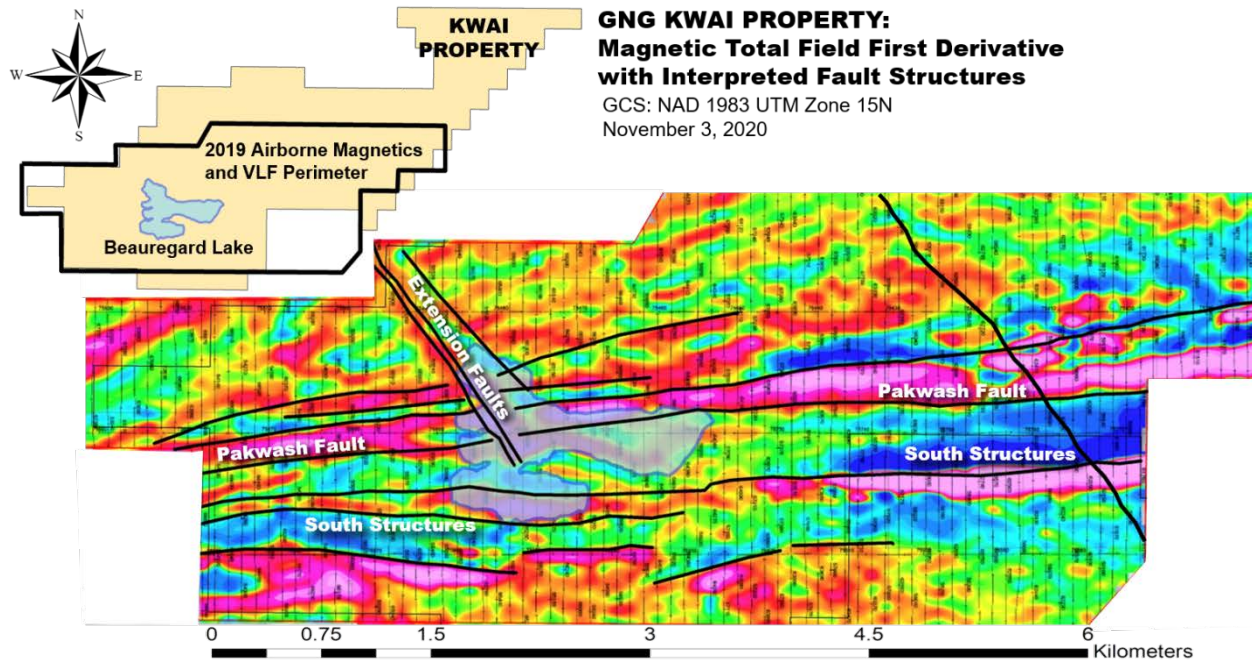 N
W
E
S
KWAI
PROPERTY
GNG KWAI PROPERTY:
Magnetic Total Field First Derivative
with Interpreted Fault Structures
GCS: NAD 1983 UTM Zone 15N
November 3, 2020
2019 Airborne Magnetics
and VLF Perimeter
Beauregard Lake
Extension Faults
Pakwash Fault
Pakwash Fault
South Structures
South Structures
0 0.75 1.5 3 4.5 6
Kilometers